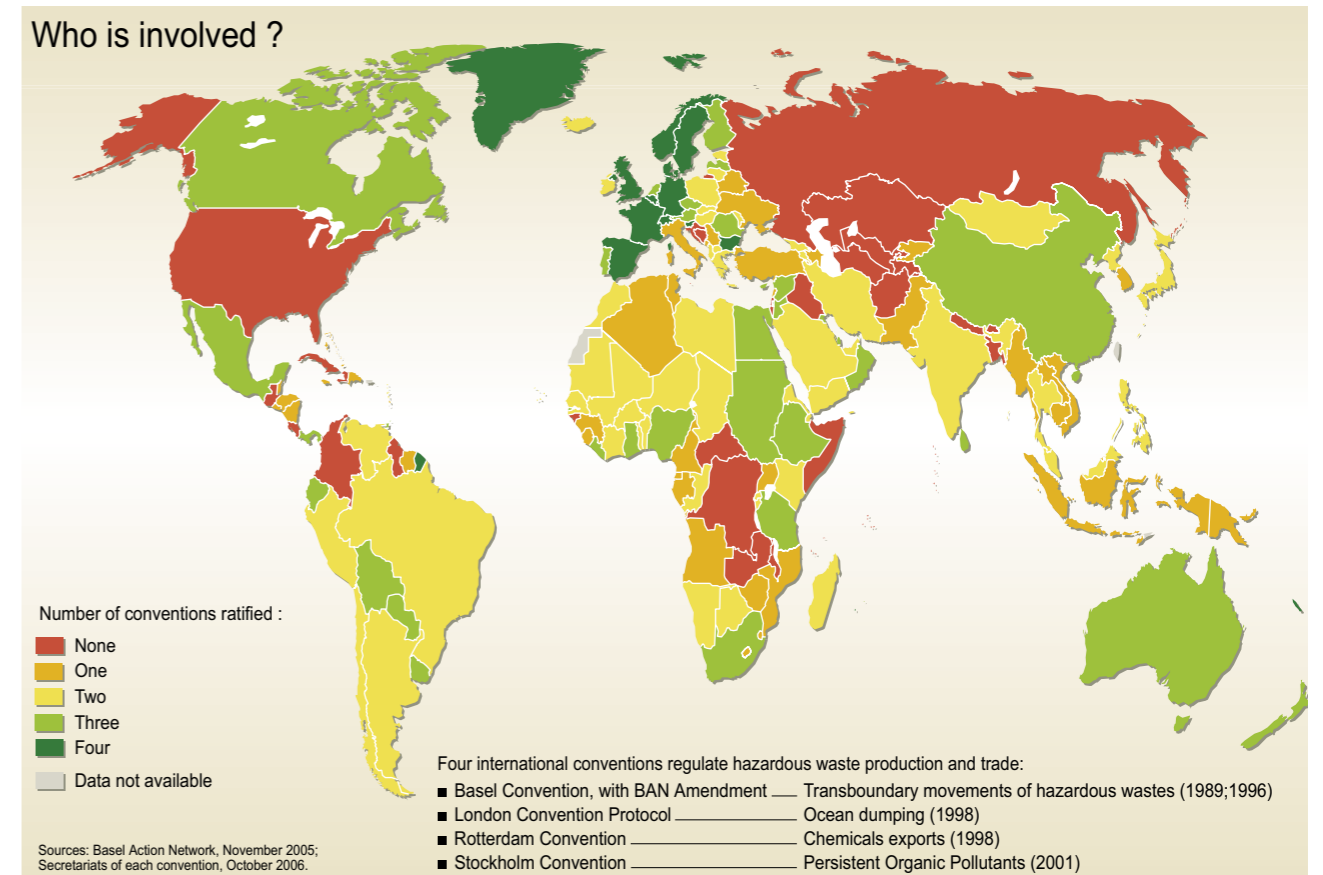 Who is involved ?
Number of conventions ratified :
None
One
Two
Three
Four
Data not available
Four international conventions regulate hazardous waste production and trade:
■ Basel Convention, with BAN Amendment — Transboundary movements of hazardous wastes (1989;1996)
■ London Convention Protocol — Ocean dumping (1998)
■ Rotterdam Convention — Chemicals exports (1998)
■ Stockholm Convention — Persistent Organic Pollutants (2001)
Sources: Basel Action Network, November 2005;
Secretariats of each convention, October 2006.